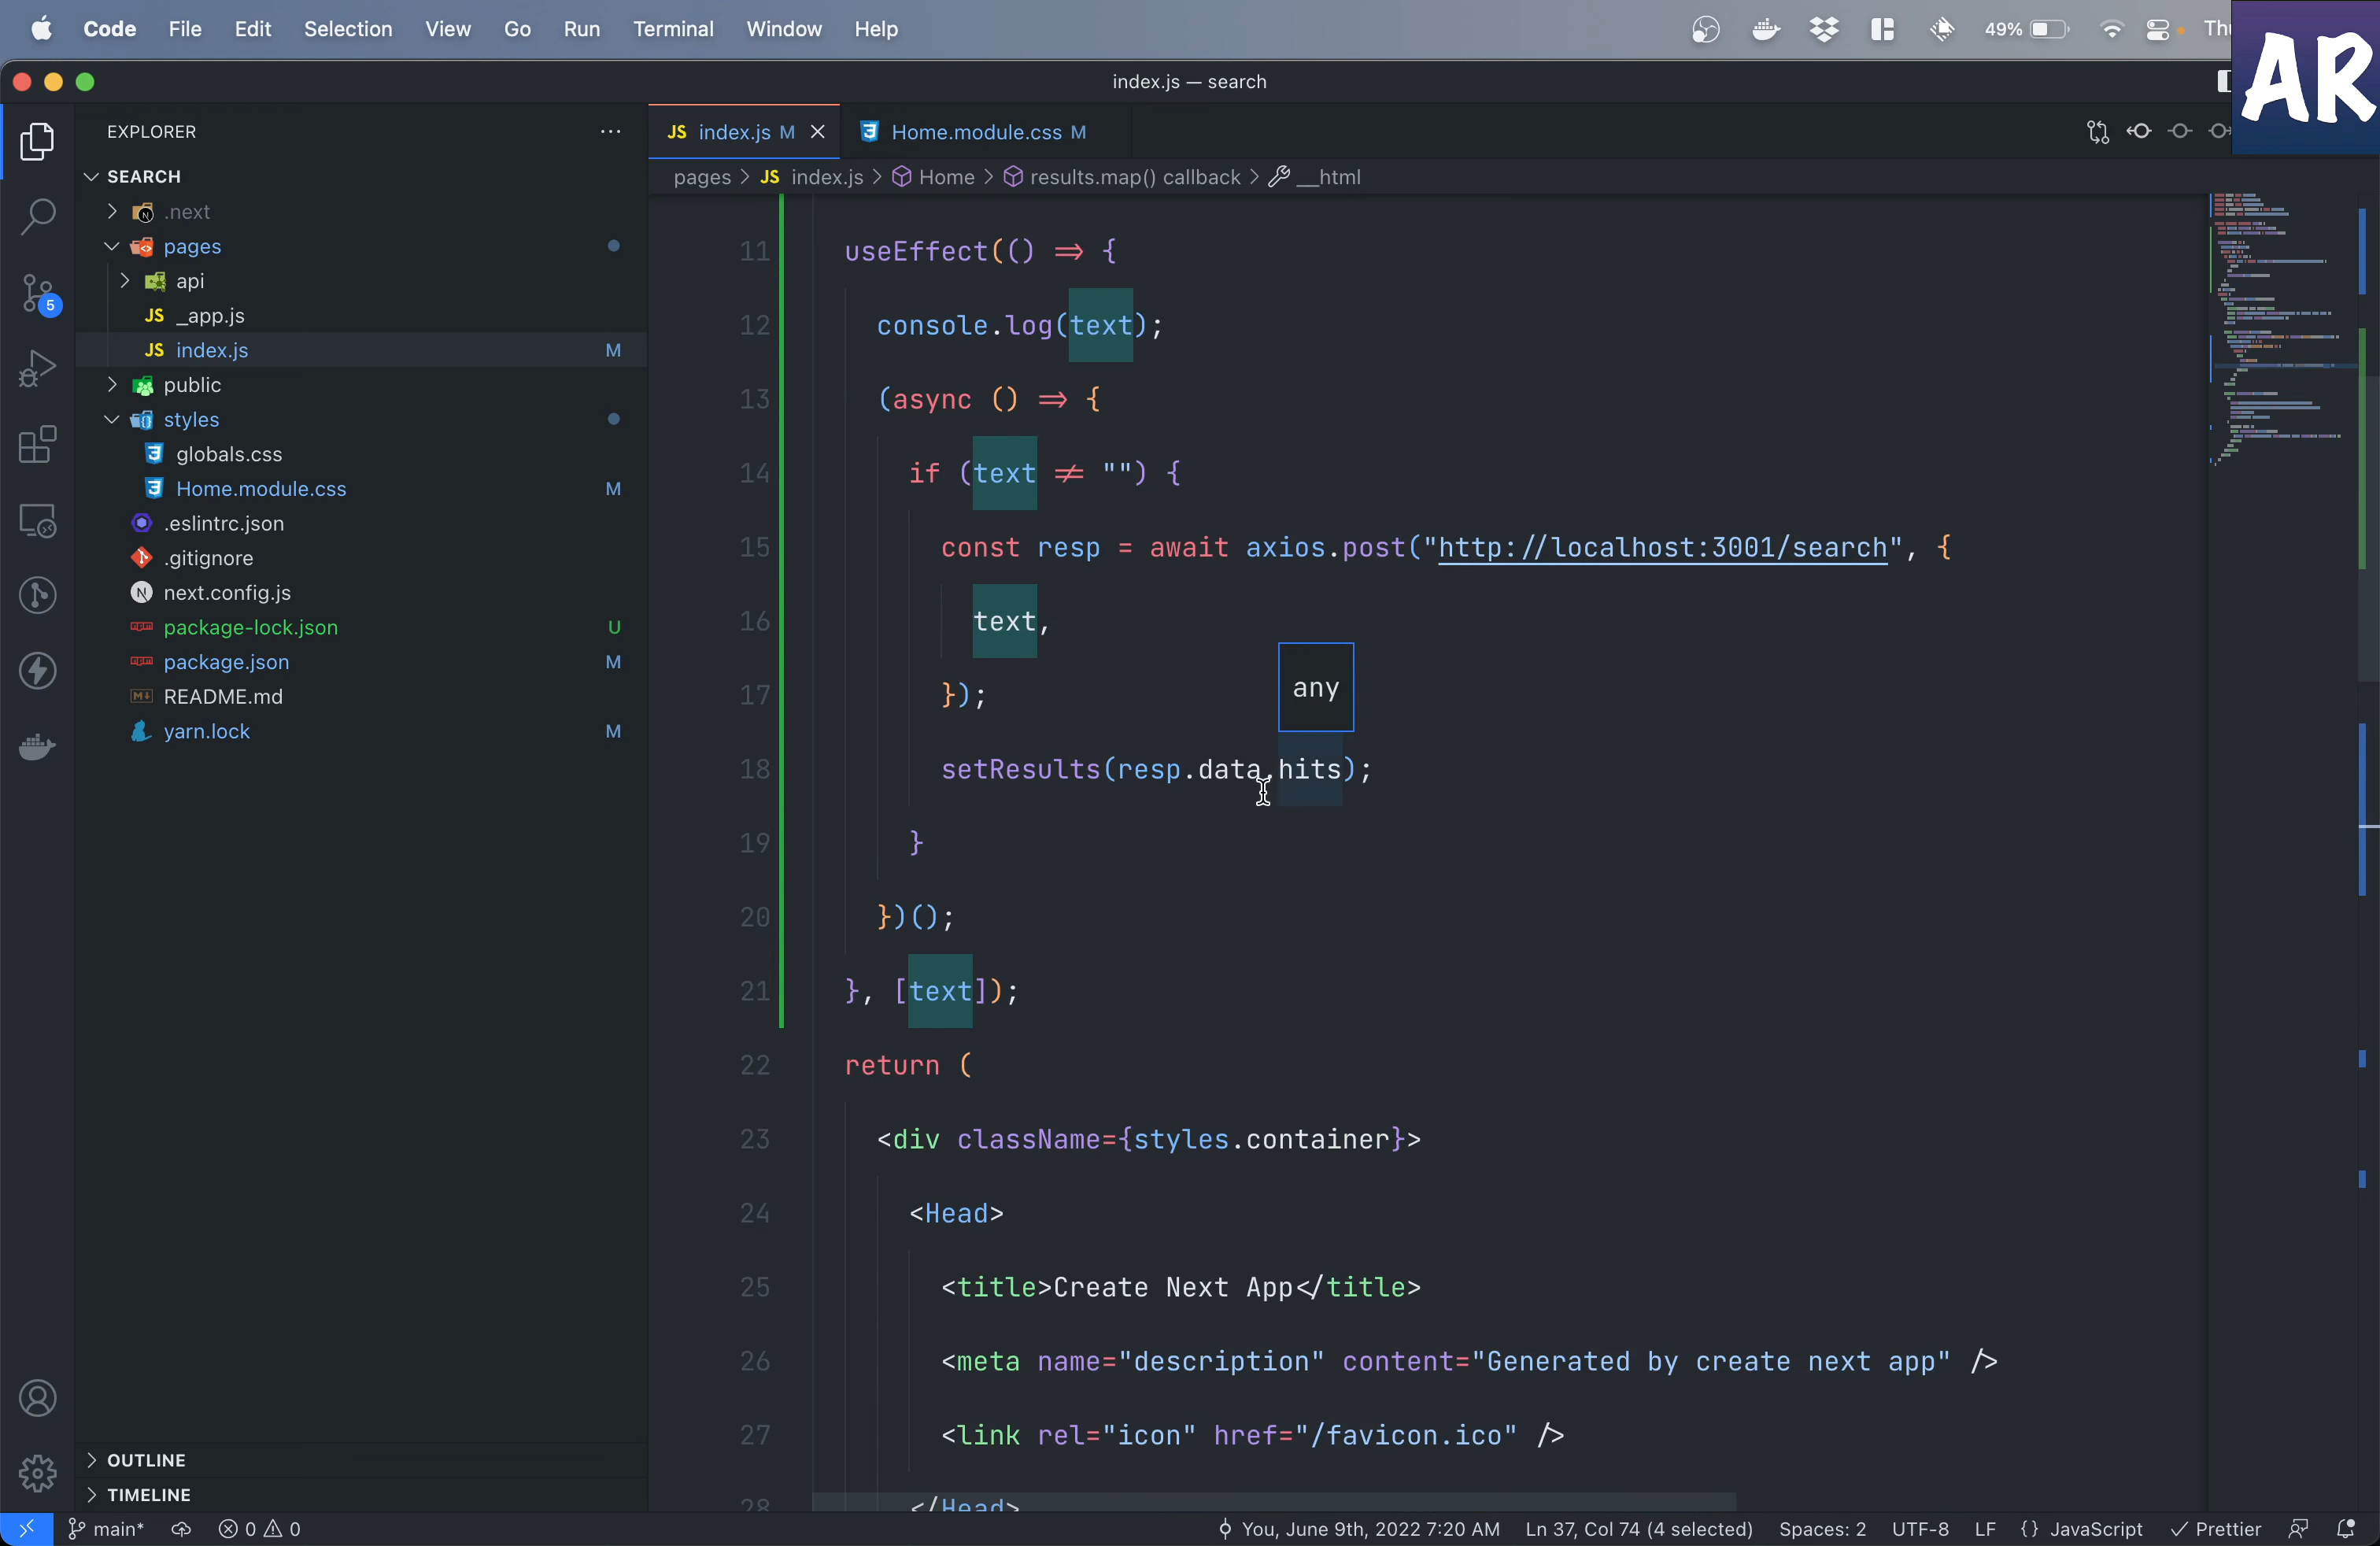 Code File Edit Selection View Go Run Terminal Window Help 49%
AR
index.js — search
EXPLORER
JS index.js M
Home.module.css M
SEARCH
pages > JS index.js > Home > results.map() callback > __html
.next
pages
api
JS _app.js
JS index.js M
public
styles
globals.css
Home.module.css M
.eslintrc.json
.gitignore
next.config.js
package-lock.json U
package.json M
README.md
yarn.lock M
5
11 useEffect(() => {
12 console.log(text);
13 (async () => {
14 if (text != "") {
15 const resp = await axios.post("http://localhost:3001/search", {
16 text,
17 });
any
18 setResults(resp.data.hits);
19 }
20 })();
21 }, [text]);
22 return (
23 <div className={styles.container}>
24 <Head>
25 <title>Create Next App</title>
26 <meta name="description" content="Generated by create next app" />
27 <link rel="icon" href="/favicon.ico" />
28 </Head>
OUTLINE
TIMELINE
main* 0 0 You, June 9th, 2022 7:20 AM Ln 37, Col 74 (4 selected) Spaces: 2 UTF-8 LF {} JavaScript Prettier